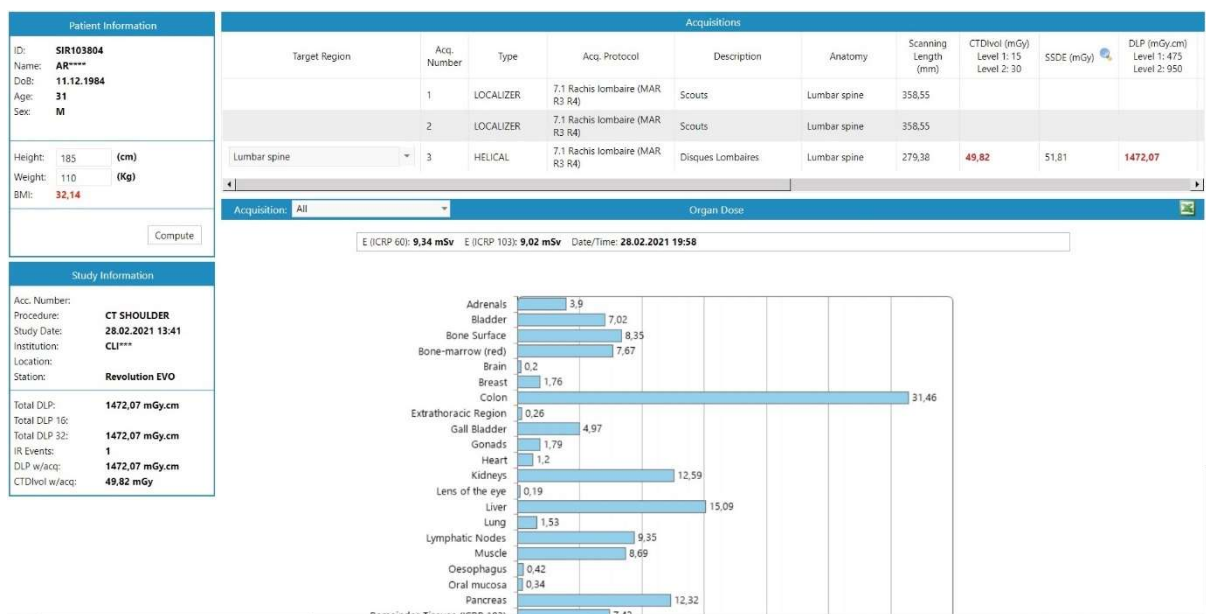 Patient Information
ID: SIR103804
Name: AR****
DoB: 11.12.1984
Age: 31
Sex: M
Height: 185 (cm)
Weight: 110 (Kg)
BMI: 32,14
Compute
Study Information
Acc. Number:
Procedure: CT SHOULDER
Study Date: 28.02.2021 13:41
Institution: CLI***
Location:
Station: Revolution EVO
Total DLP: 1472,07 mGy.cm
Total DLP 16:
Total DLP 32: 1472,07 mGy.cm
IR Events: 1
DLP w/acq: 1472,07 mGy.cm
CTDIvol w/acq: 49,82 mGy
Acquisitions
Target Region Acq. Number Type Acq. Protocol Description Anatomy Scanning Length (mm) CTDIvol (mGy) Level 1: 15 Level 2: 30 SSDE (mGy) DLP (mGy.cm) Level 1: 475 Level 2: 950
1 LOCALIZER 7.1 Rachis lombaire (MAR R3 R4) Scouts Lumbar spine 358,55
2 LOCALIZER 7.1 Rachis lombaire (MAR R3 R4) Scouts Lumbar spine 358,55
Lumbar spine 3 HELICAL 7.1 Rachis lombaire (MAR R3 R4) Disques Lombaires Lumbar spine 279,38 49,82 51,81 1472,07
Acquisition: All Organ Dose
E (ICRP 60): 9,34 mSv E (ICRP 103): 9,02 mSv Date/Time: 28.02.2021 19:58
Adrenals 3,9
Bladder 7,02
Bone Surface 8,35
Bone-marrow (red) 7,67
Brain 0,2
Breast 1,76
Colon 31,46
Extrathoracic Region 0,26
Gall Bladder 4,97
Gonads 1,79
Heart 1,2
Kidneys 12,59
Lens of the eye 0,19
Liver 15,09
Lung 1,53
Lymphatic Nodes 9,35
Muscle 8,69
Oesophagus 0,42
Oral mucosa 0,34
Pancreas 12,32